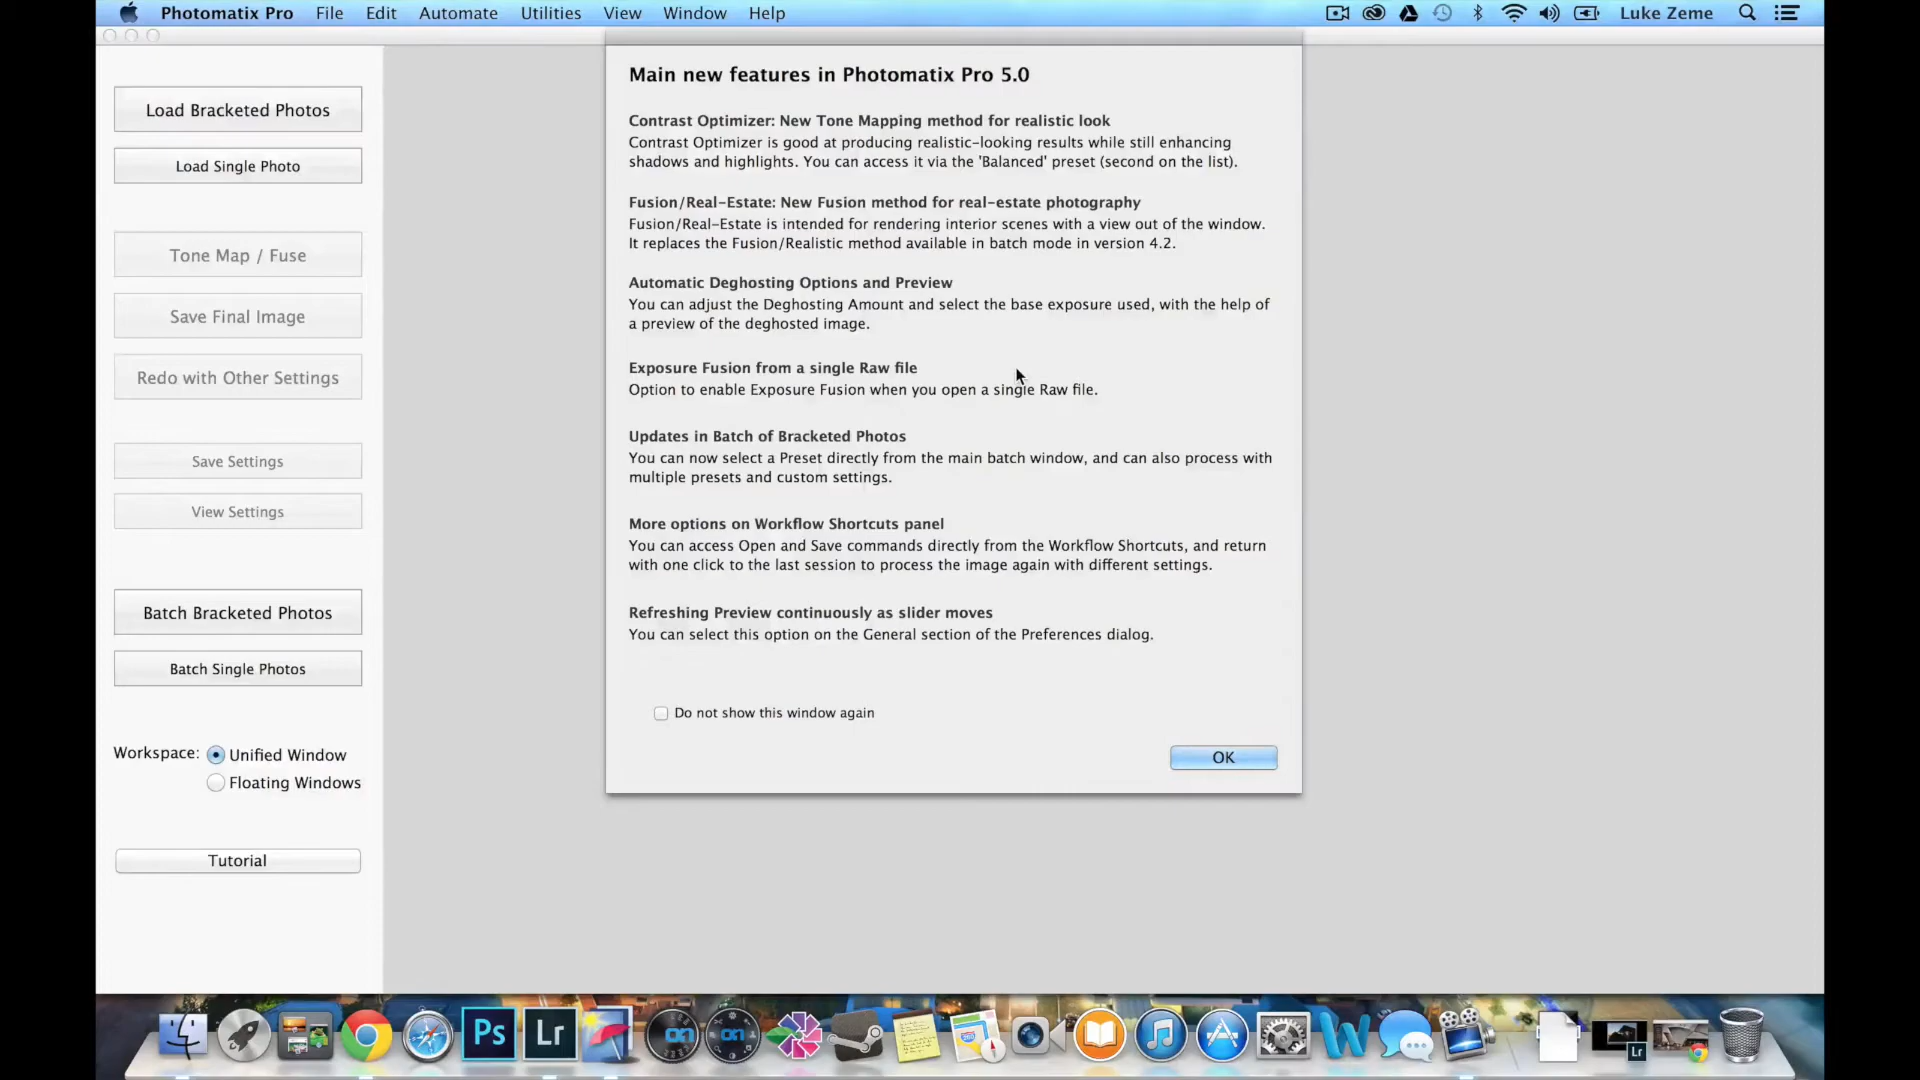 Photomatix Pro File Edit Automate Utilities View Window Help Luke Zeme
Load Bracketed Photos
Load Single Photo
Tone Map / Fuse
Save Final Image
Redo with Other Settings
Save Settings
View Settings
Batch Bracketed Photos
Batch Single Photos
Workspace: Unified Window
Floating Windows
Tutorial
Main new features in Photomatix Pro 5.0
Contrast Optimizer: New Tone Mapping method for realistic look
Contrast Optimizer is good at producing realistic-looking results while still enhancing
shadows and highlights. You can access it via the 'Balanced' preset (second on the list).
Fusion/Real-Estate: New Fusion method for real-estate photography
Fusion/Real-Estate is intended for rendering interior scenes with a view out of the window.
It replaces the Fusion/Realistic method available in batch mode in version 4.2.
Automatic Deghosting Options and Preview
You can adjust the Deghosting Amount and select the base exposure used, with the help of
a preview of the deghosted image.
Exposure Fusion from a single Raw file
Option to enable Exposure Fusion when you open a single Raw file.
Updates in Batch of Bracketed Photos
You can now select a Preset directly from the main batch window, and can also process with
multiple presets and custom settings.
More options on Workflow Shortcuts panel
You can access Open and Save commands directly from the Workflow Shortcuts, and return
with one click to the last session to process the image again with different settings.
Refreshing Preview continuously as slider moves
You can select this option on the General section of the Preferences dialog.
Do not show this window again
OK
Ps Lr on on W Lr